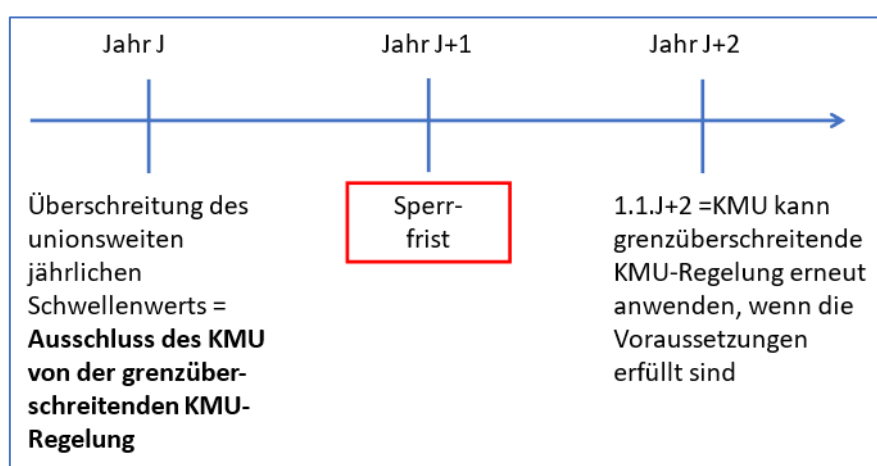 Jahr J
Jahr J+1
Jahr J+2
Überschreitung des
unionsweiten
jährlichen
Schwellenwerts =
Ausschluss des KMU
von der grenzüber-
schreitenden KMU-
Regelung
Sperr-
frist
1.1.J+2 =KMU kann
grenzüberschreitende
KMU-Regelung erneut
anwenden, wenn die
Voraussetzungen
erfüllt sind